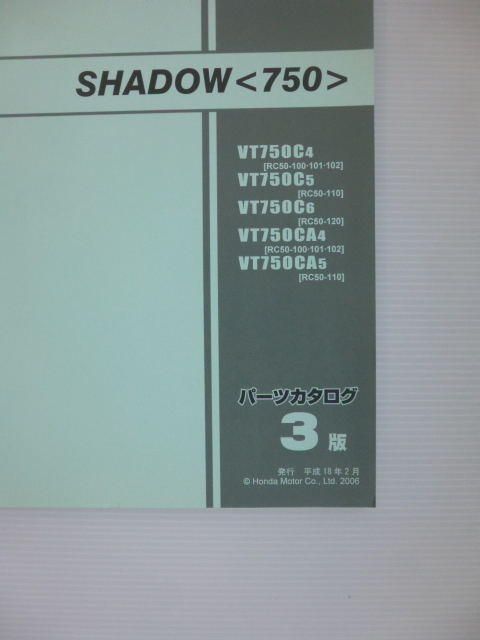 SHADOW<750>
VT750C4
[RC50-100·101·102]
VT750C5
[RC50-110]
VT750C6
[RC50-120]
VT750CA4
[RC50-100·101·102]
VT750CA5
[RC50-110]
パーツカタログ
3版
発行 平成18年2月
© Honda Motor Co., Ltd. 2006